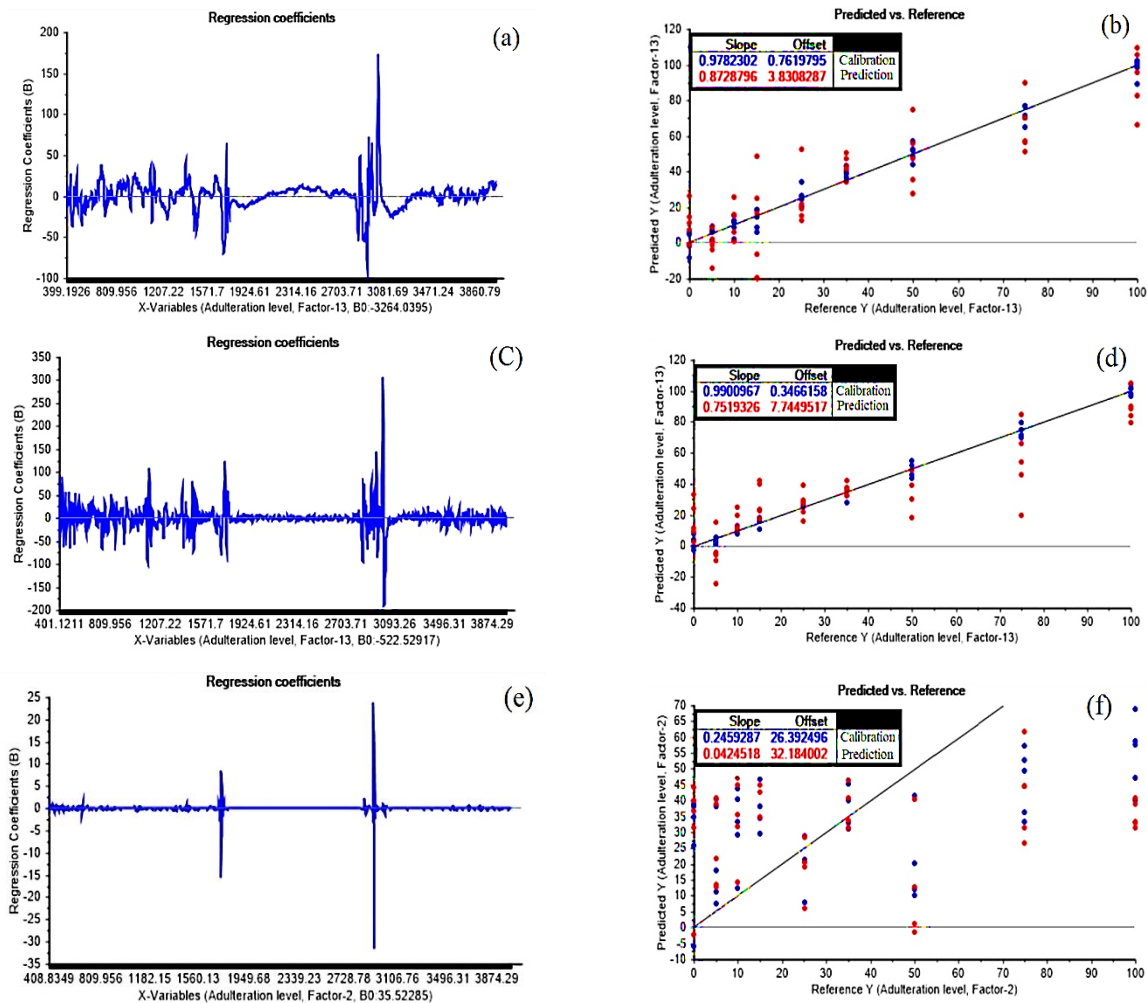 Regression coefficients
(a)
200
150
100
50
0
-50
-100
Regression Coefficients (B)
399.1926 809.956 1207.22 1571.7 1924.61 2314.16 2703.71 3081.69 3471.24 3860.79
X-Variables (Adulteration level, Factor-13, B0:-3264.0395)
Predicted vs. Reference
(b)
Slope Offset
0.9782302 0.7619795 Calibration
0.8728796 3.8308287 Prediction
120
100
80
60
40
20
0
-20
Predicted Y (Adulteration level, Factor-13)
0 10 20 30 40 50 60 70 80 90 100
Reference Y (Adulteration level, Factor-13)
Regression coefficients
(C)
350
300
250
200
150
100
50
0
-50
-100
-150
-200
Regression Coefficients (B)
401.1211 809.956 1207.22 1571.7 1924.61 2314.16 2703.71 3093.26 3496.31 3874.29
X-Variables (Adulteration level, Factor-13, B0:-522.52917)
Predicted vs. Reference
(d)
Slope Offset
0.9900967 0.3466158 Calibration
0.7519326 7.7449517 Prediction
120
100
80
60
40
20
0
-20
-40
Predicted Y (Adulteration level, Factor-13)
0 10 20 30 40 50 60 70 80 90 100
Reference Y (Adulteration level, Factor-13)
Regression coefficients
(e)
25
20
15
10
5
0
-5
-10
-15
-20
-25
-30
-35
Regression Coefficients (B)
408.8349 809.956 1182.15 1560.13 1949.68 2339.23 2728.78 3100.76 3496.31 3874.29
X-Variables (Adulteration level, Factor-2, B0:35.52285)
Predicted vs. Reference
(f)
Slope Offset
0.2459287 26.392496 Calibration
0.0424518 32.184002 Prediction
70
65
60
55
50
45
40
35
30
25
20
15
10
5
0
-5
-10
Predicted Y (Adulteration level, Factor-2)
0 10 20 30 40 50 60 70 80 90 100
Reference Y (Adulteration level, Factor-2)